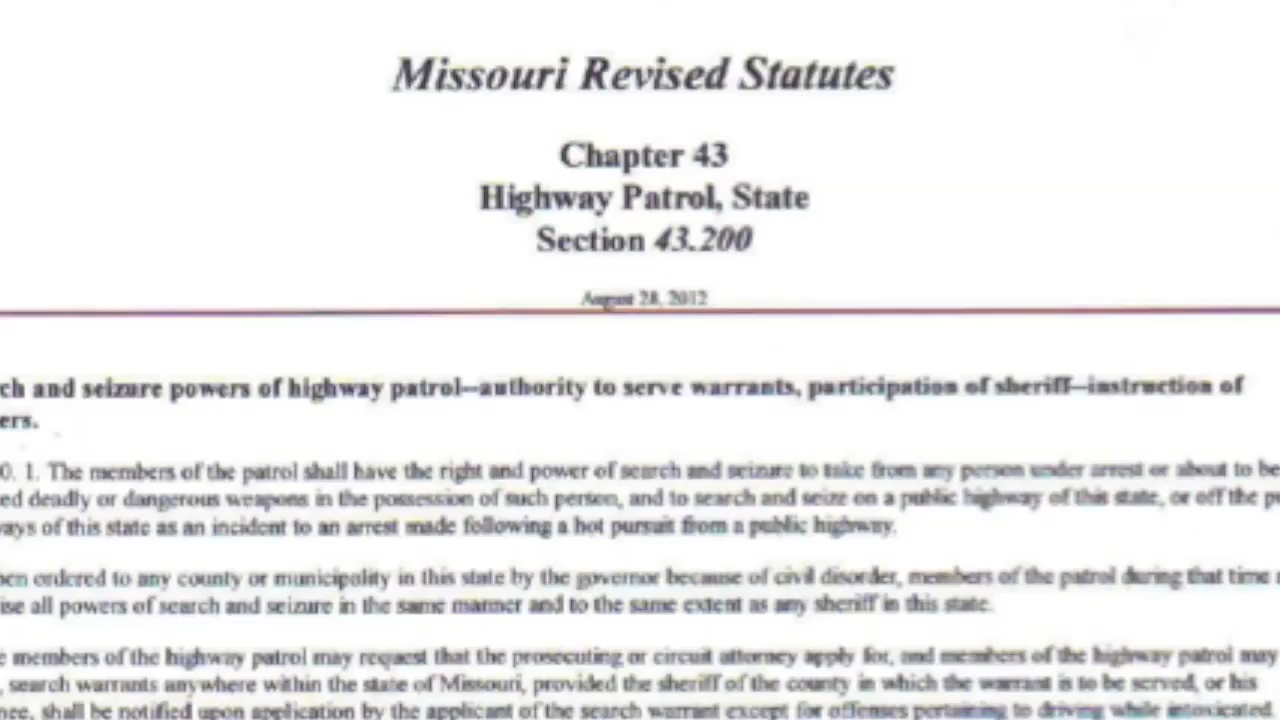 Missouri Revised Statutes
Chapter 43
Highway Patrol, State
Section 43.200
August 28, 2012
ch and seizure powers of highway patrol–authority to serve warrants, participation of sheriff–instruction of
ers.
0. 1. The members of the patrol shall have the right and power of search and seizure to take from any person under arrest or about to be
ed deadly or dangerous weapons in the possession of such person, and to search and seize on a public highway of this state, or off the p
ways of this state as an incident to an arrest made following a hot pursuit from a public highway.
en ordered to any county or municipality in this state by the governor because of civil disorder, members of the patrol during that time
ise all powers of search and seizure in the same manner and to the same extent as any sheriff in this state.
e members of the highway patrol may request that the prosecuting or circuit attorney apply for, and members of the highway patrol may
, search warrants anywhere within the state of Missouri, provided the sheriff of the county in which the warrant is to be served, or his
nee, shall be notified upon application by the applicant of the search warrant except for offenses pertaining to driving while intoxicated